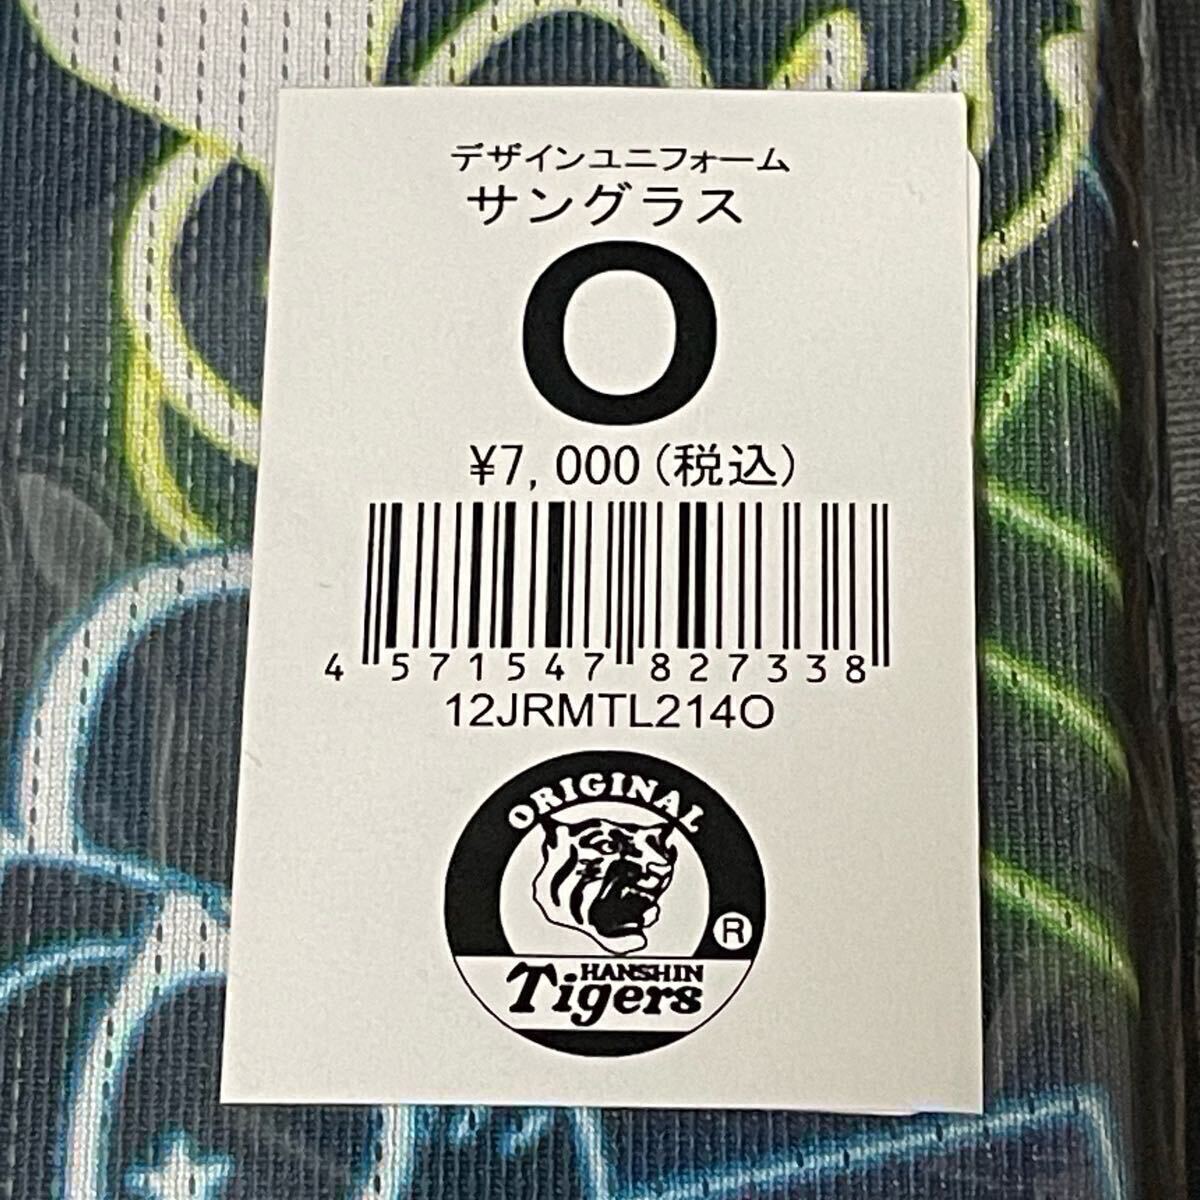 デザインユニフォーム
サングラス
O
¥7,000(税込)
4 571547 827338
12JRMTL214O
ORIGINAL
®
HANSHIN
Tigers